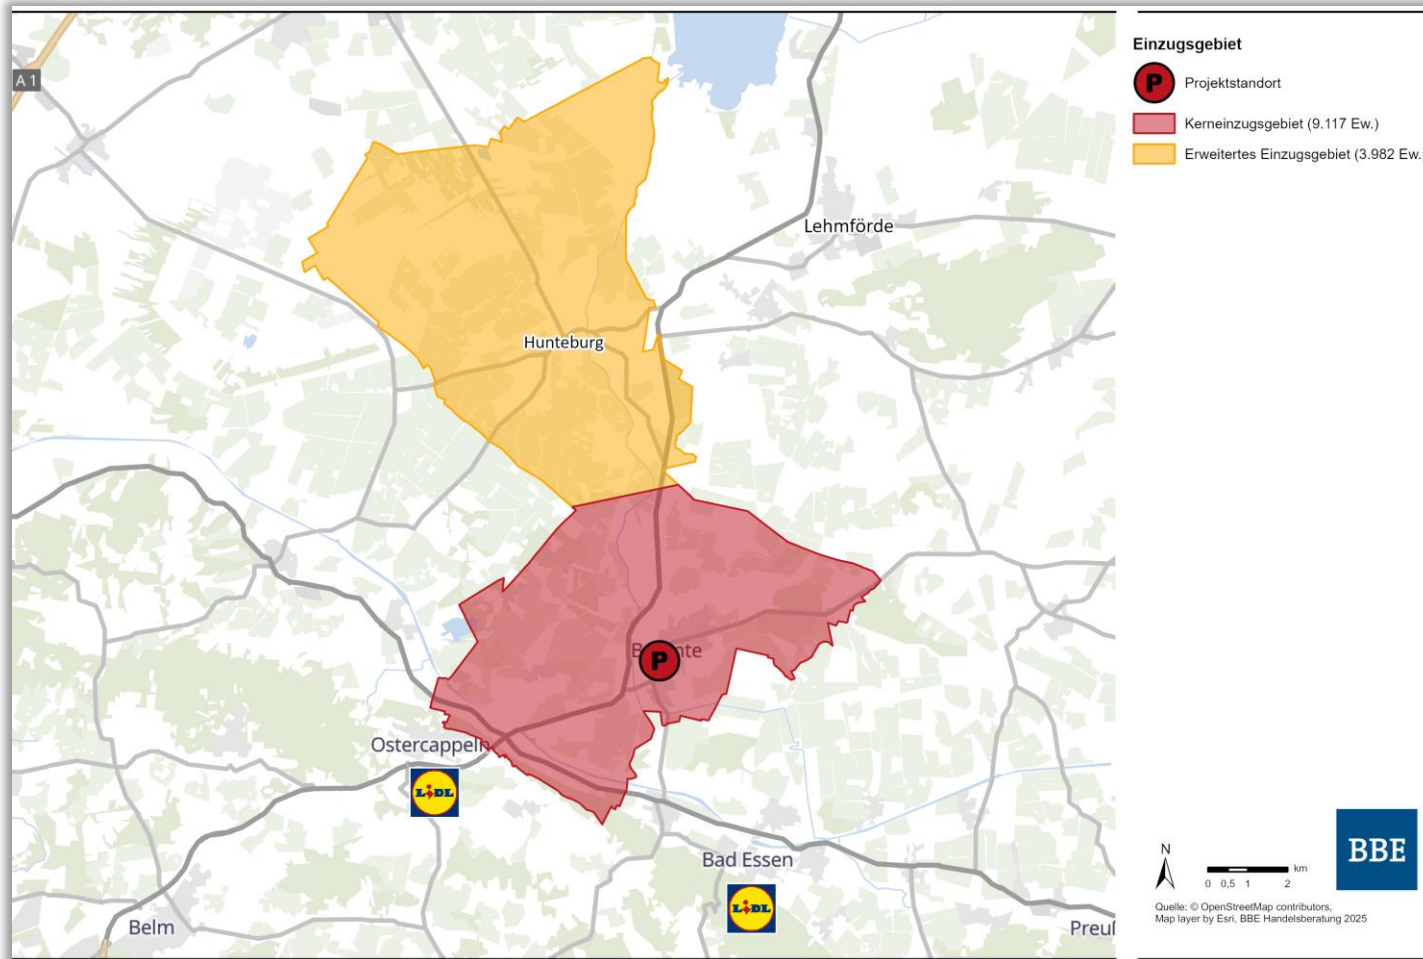 A 1
Lehmförde
Hunteburg
P
Ostercappeln
LiDL
Bad Essen
LiDL
Belm
Einzugsgebiet
P
Projektstandort
Kerneinzugsgebiet (9.117 Ew.)
Erweitertes Einzugsgebiet (3.982 Ew.
BBE
N
km
0 0,5 1 2
Quelle: © OpenStreetMap contributors,
Map layer by Esri, BBE Handelsberatung 2025